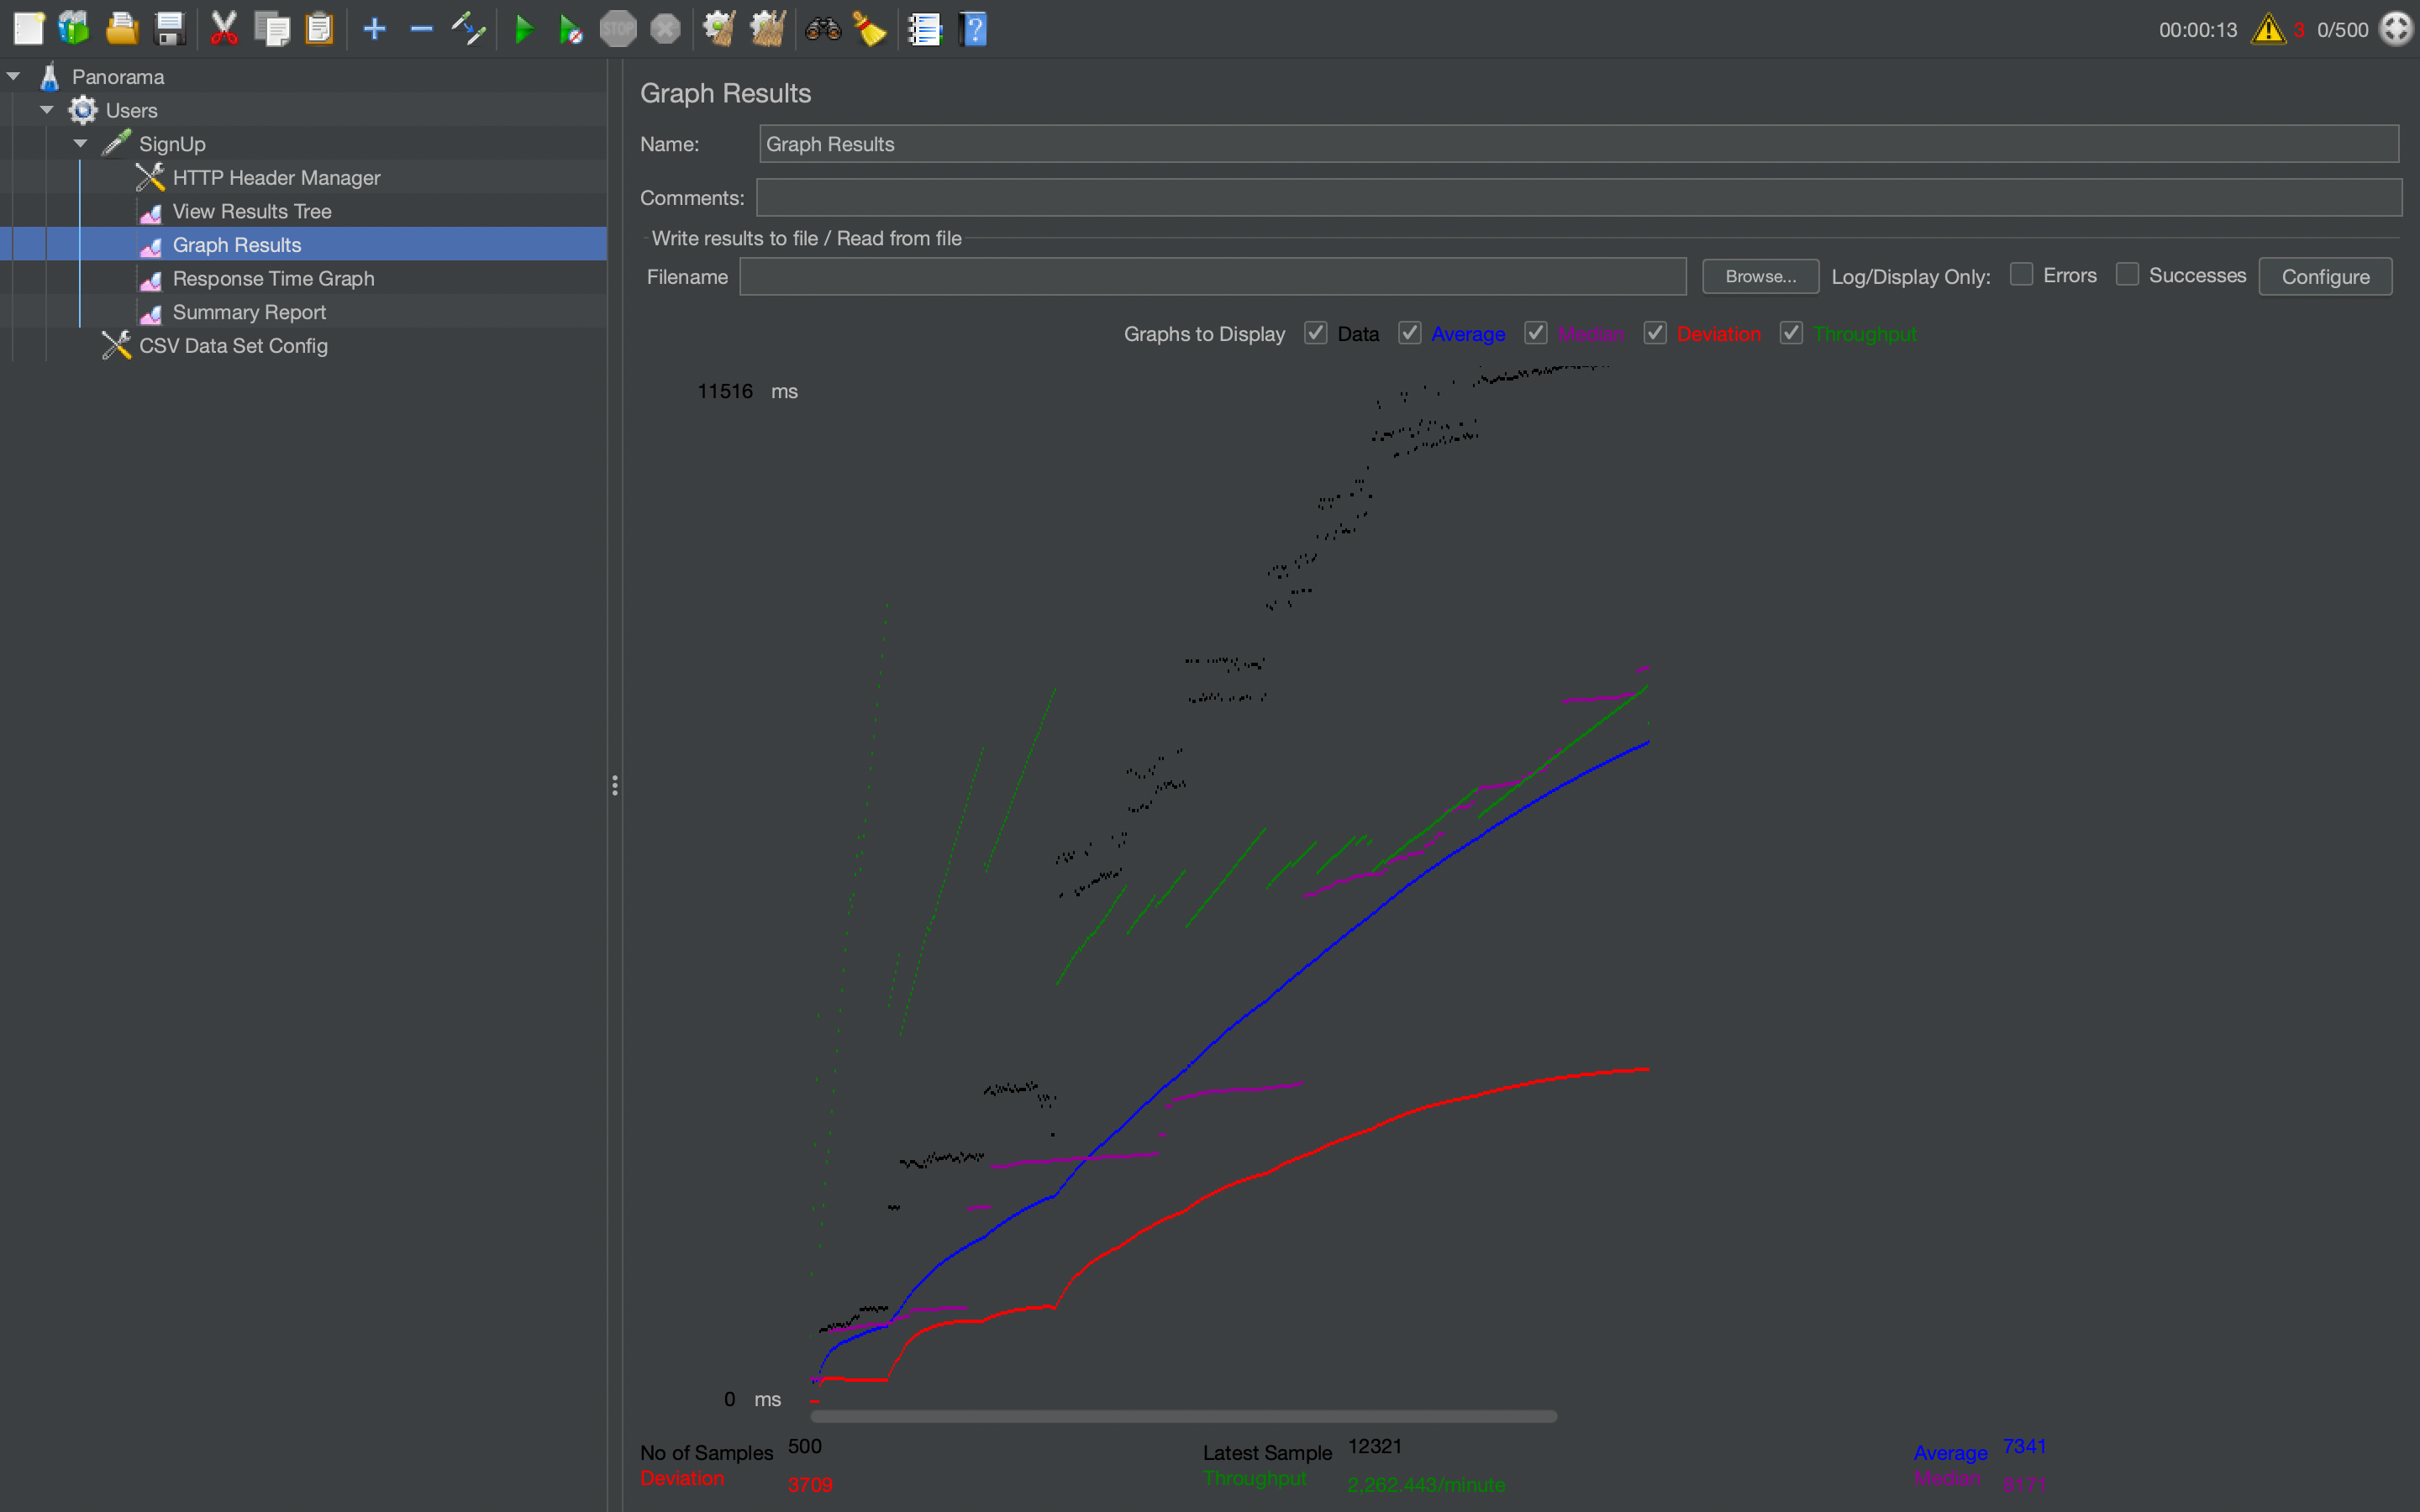 STOP
00:00:13 3 0/500
Panorama
Users
SignUp
HTTP Header Manager
View Results Tree
Graph Results
Response Time Graph
Summary Report
CSV Data Set Config
Graph Results
Name: Graph Results
Comments:
Write results to file / Read from file
Filename Browse... Log/Display Only: Errors Successes Configure
Graphs to Display Data Average Median Deviation Throughput
11516 ms
0 ms
No of Samples 500 Latest Sample 12321 Average 7341
Deviation 3709 Throughput 2,262.443/minute Median 8171